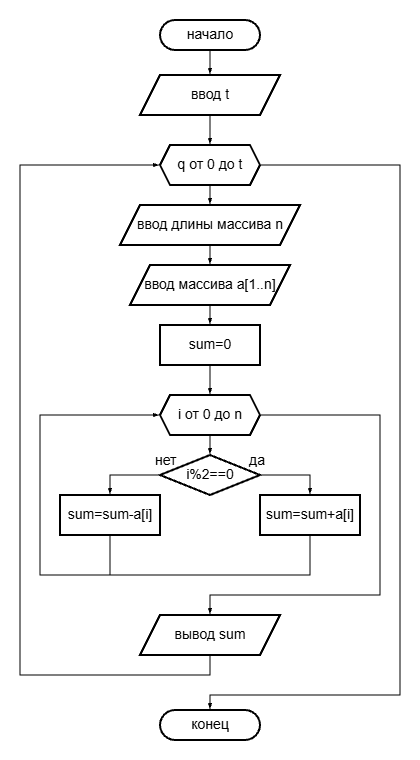 начало
ввод t
q от 0 до t
ввод длины массива n
ввод массива a[1..n]
sum=0
i от 0 до n
нет
да
i%2==0
sum=sum-a[i]
sum=sum+a[i]
вывод sum
конец